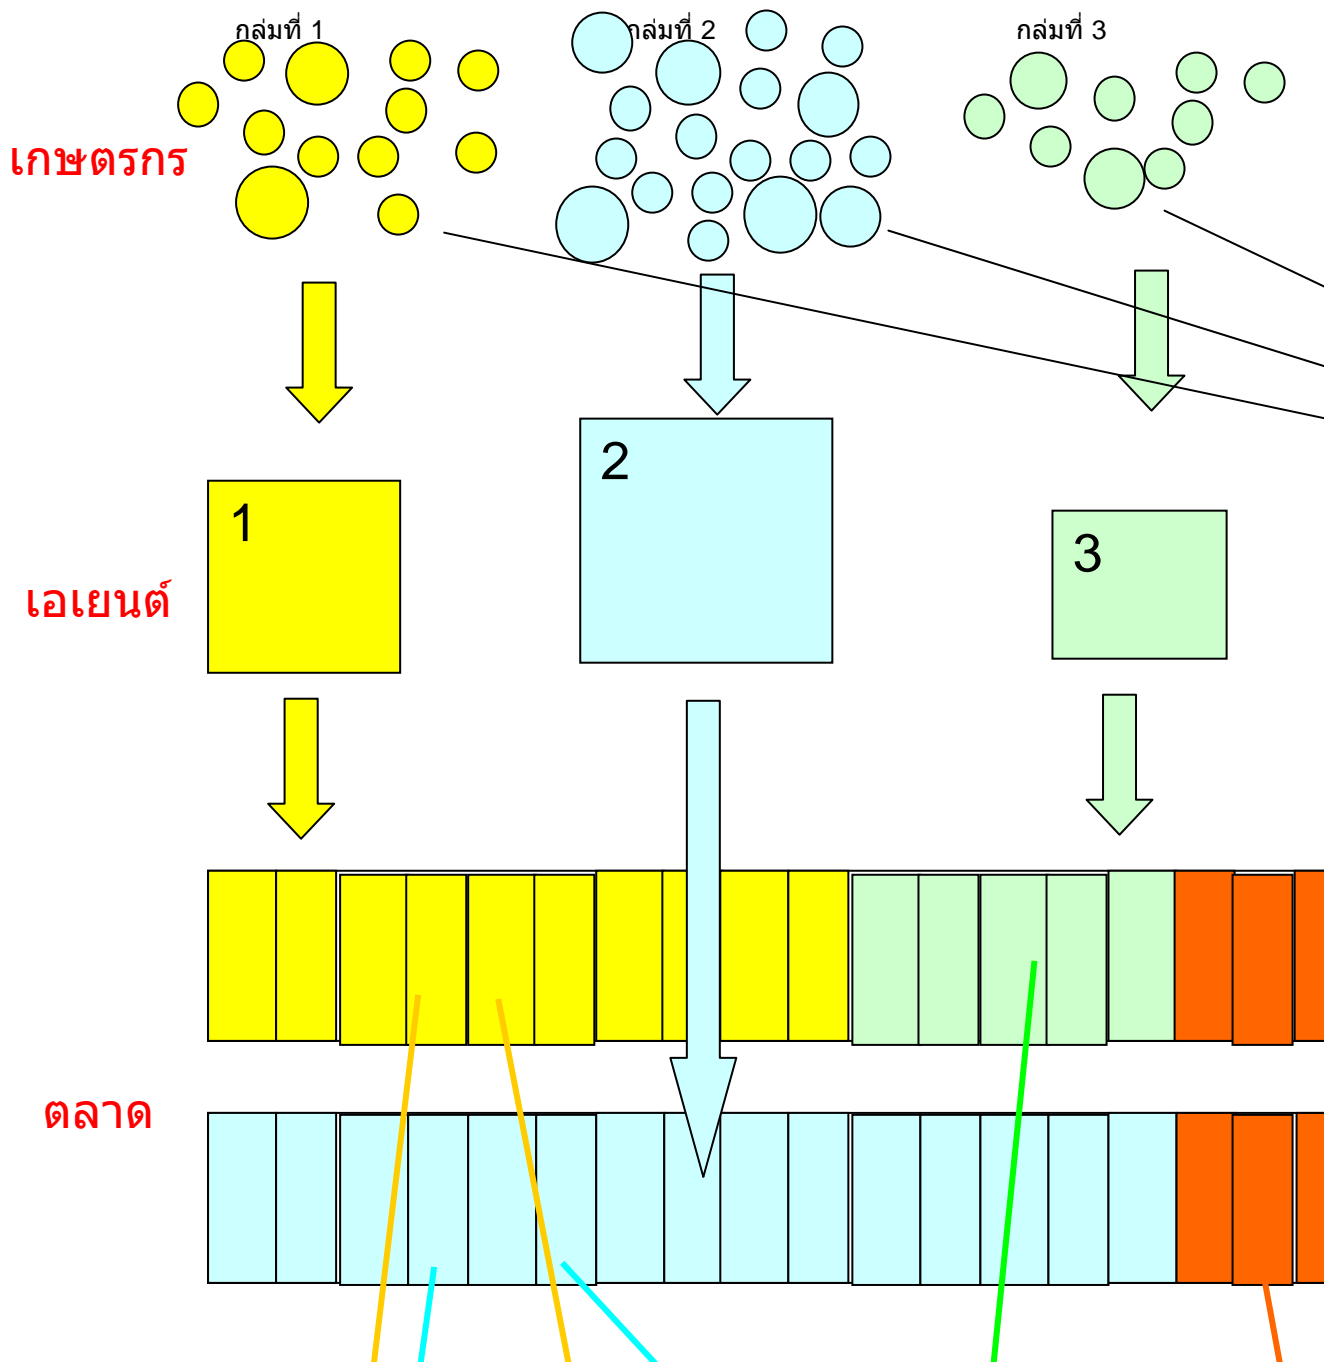 กลุ่มที่ 1
กลุ่มที่ 2
กลุ่มที่ 3
เกษตรกร
1
2
3
เอเยนต์
ตลาด